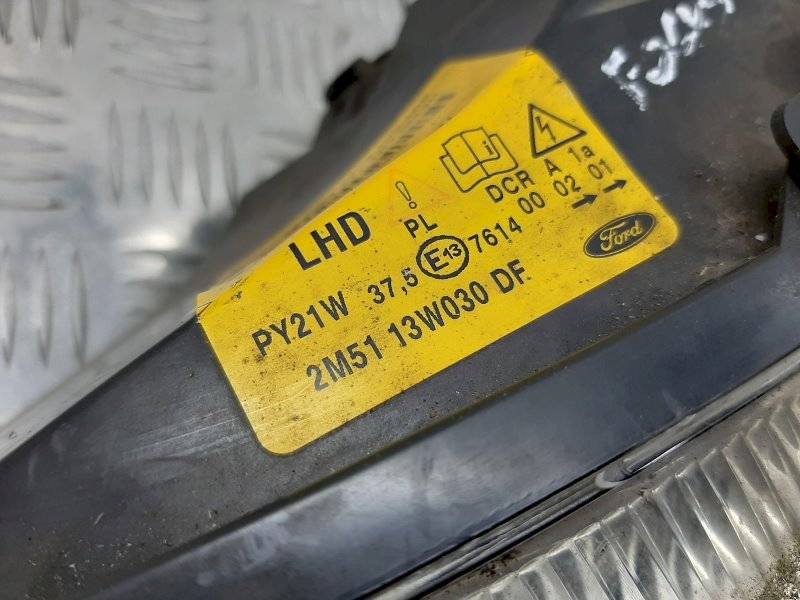 LHD PL DCR A 1a
00 02 01
PY21W 37,5 E13 7614
2M51 13W030 DF
Ford